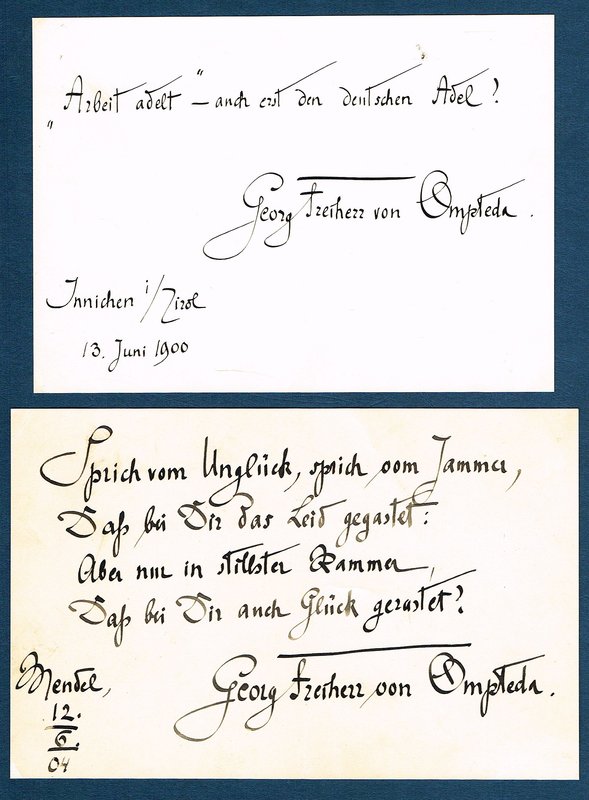 „Arbeit adelt“ – auch erst den deutschen Adel?
Georg Freiherr von Ompteda.
Innichen i/Tirol
13. Juni 1900
Sprich vom Unglück, sprich vom Jammer,
Daß bei Dir das Leid gegastet:
Aber nur in stillster Kammer,
Daß bei Dir auch Glück gerastet?
Georg Freiherr von Ompteda.
Mendel,
12.
6.
04